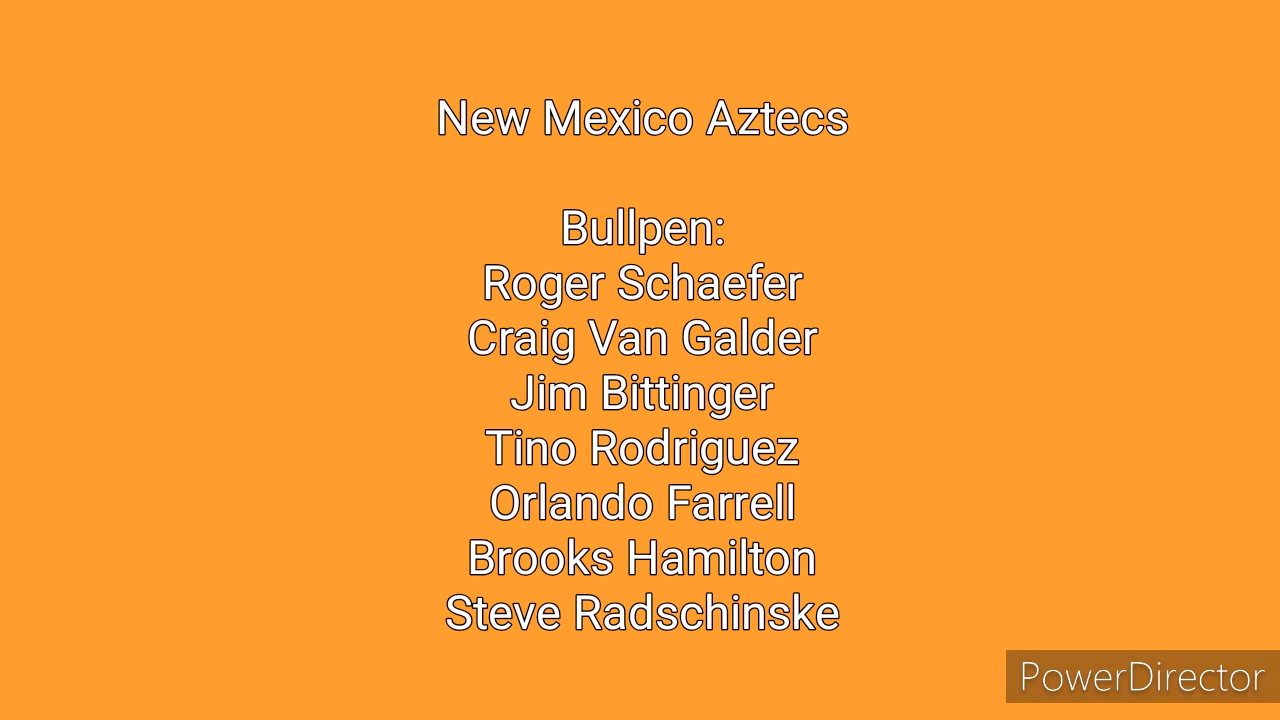 New Mexico Aztecs
Bullpen:
Roger Schaefer
Craig Van Galder
Jim Bittinger
Tino Rodriguez
Orlando Farrell
Brooks Hamilton
Steve Radschinske
PowerDirector